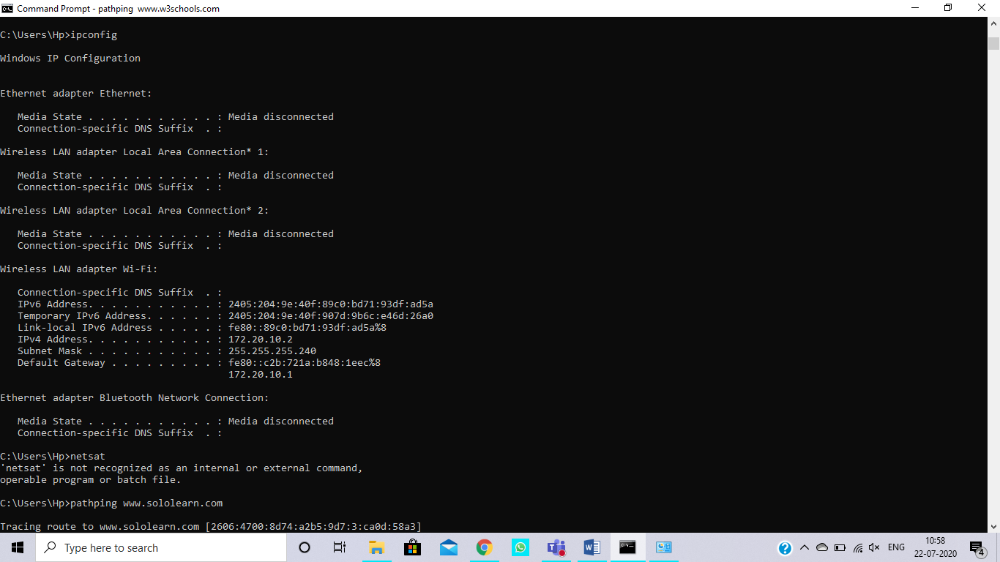 Command Prompt - pathping  www.w3schools.com
C:\Users\Hp>ipconfig
Windows IP Configuration
Ethernet adapter Ethernet:
   Media State . . . . . . . . . . . : Media disconnected
   Connection-specific DNS Suffix  . :
Wireless LAN adapter Local Area Connection* 1:
   Media State . . . . . . . . . . . : Media disconnected
   Connection-specific DNS Suffix  . :
Wireless LAN adapter Local Area Connection* 2:
   Media State . . . . . . . . . . . : Media disconnected
   Connection-specific DNS Suffix  . :
Wireless LAN adapter Wi-Fi:
   Connection-specific DNS Suffix  . :
   IPv6 Address. . . . . . . . . . . : 2405:204:9e:40f:89c0:bd71:93df:ad5a
   Temporary IPv6 Address. . . . . . : 2405:204:9e:40f:907d:9b6c:e46d:26a0
   Link-local IPv6 Address . . . . . : fe80::89c0:bd71:93df:ad5a%8
   IPv4 Address. . . . . . . . . . . : 172.20.10.2
   Subnet Mask . . . . . . . . . . . : 255.255.255.240
   Default Gateway . . . . . . . . . : fe80::c2b:721a:b848:1eec%8
                                       172.20.10.1
Ethernet adapter Bluetooth Network Connection:
   Media State . . . . . . . . . . . : Media disconnected
   Connection-specific DNS Suffix  . :
C:\Users\Hp>netsat
'netsat' is not recognized as an internal or external command,
operable program or batch file.
C:\Users\Hp>pathping www.sololearn.com
Tracing route to www.sololearn.com [2606:4700:8d74:a2b5:9d7:3:ca0d:58a3]
Type here to search
ENG
10:58
22-07-2020
4